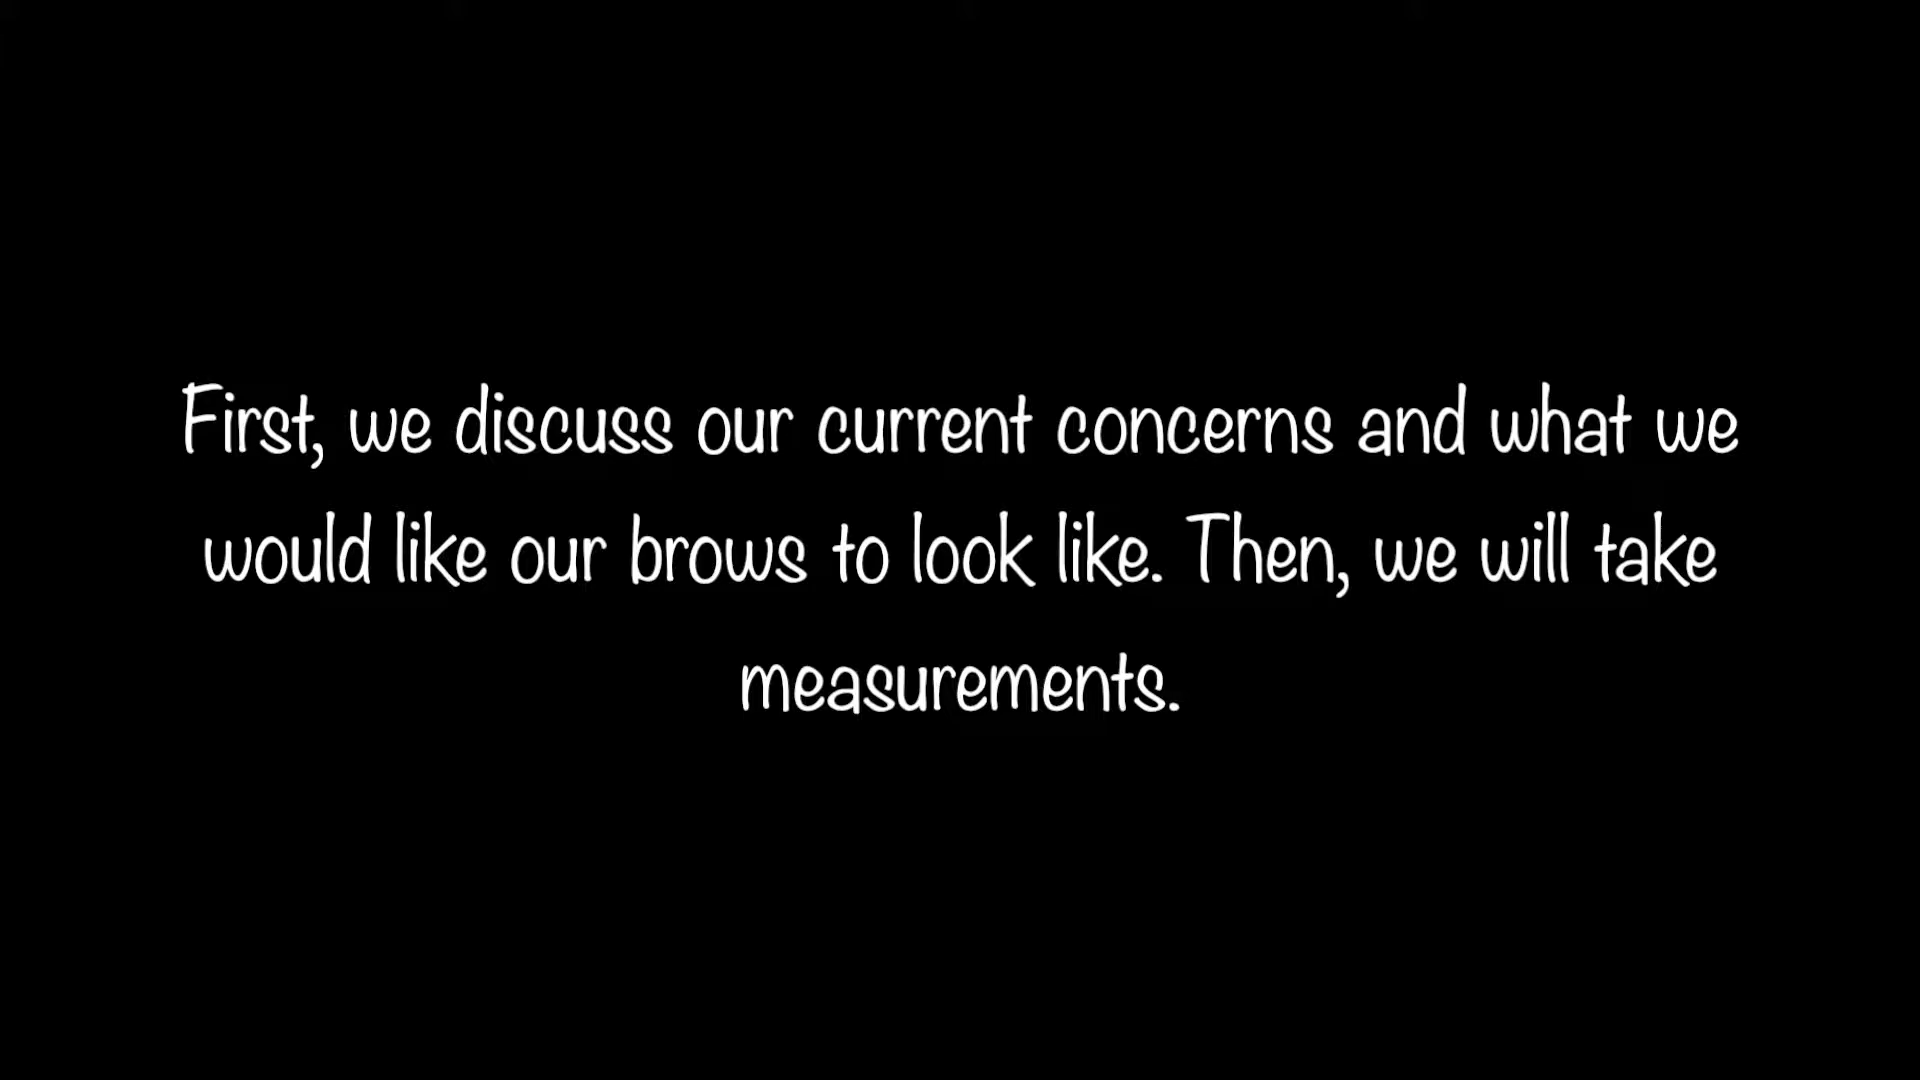 First, we discuss our current concerns and what we
would like our brows to look like. Then, we will take
measurements.